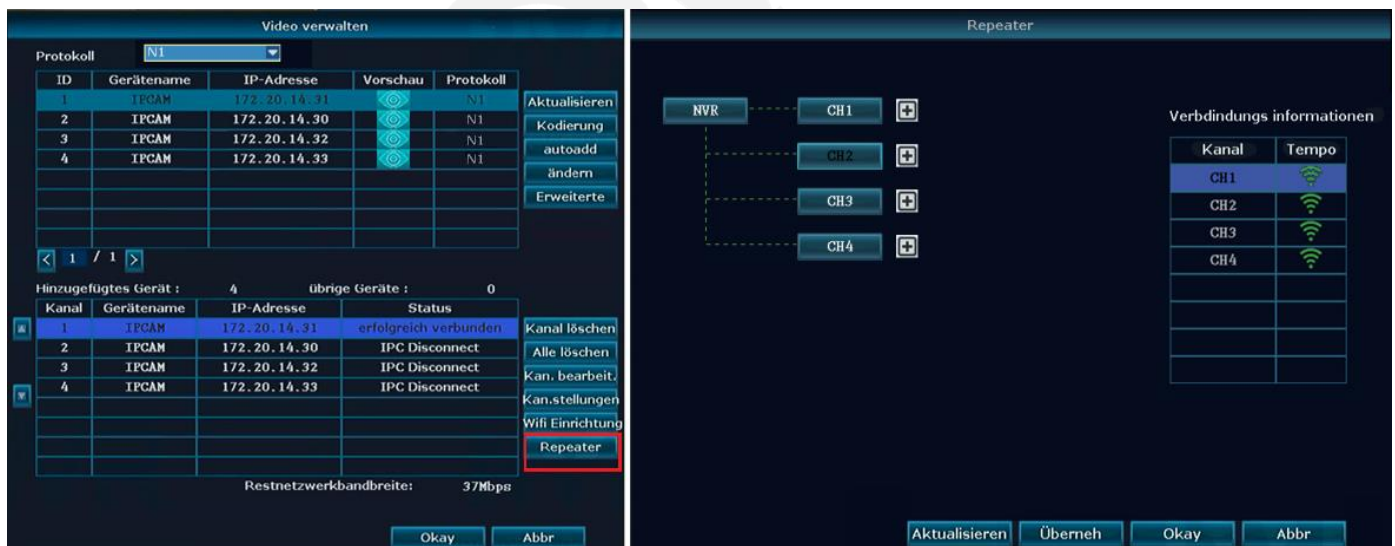 Video verwalten
Protokoll N1
ID Gerätename IP-Adresse Vorschau Protokoll
1 IPCAM 172.20.14.31 N1
2 IPCAM 172.20.14.30 N1
3 IPCAM 172.20.14.32 N1
4 IPCAM 172.20.14.33 N1
Aktualisieren
Kodierung
autoadd
ändern
Erweiterte
1 / 1
Hinzugefügtes Gerät : 4 übrige Geräte : 0
Kanal Gerätename IP-Adresse Status
1 IPCAM 172.20.14.31 erfolgreich verbunden
2 IPCAM 172.20.14.30 IPC Disconnect
3 IPCAM 172.20.14.32 IPC Disconnect
4 IPCAM 172.20.14.33 IPC Disconnect
Kanal löschen
Alle löschen
Kan. bearbeit.
Kan.stellungen
Wifi Einrichtung
Repeater
Restnetzwerkbandbreite: 37Mbps
Okay Abbr
Repeater
NVR CH1
CH2
CH3
CH4
Verbdindungs informationen
Kanal Tempo
CH1
CH2
CH3
CH4
Aktualisieren Überneh Okay Abbr